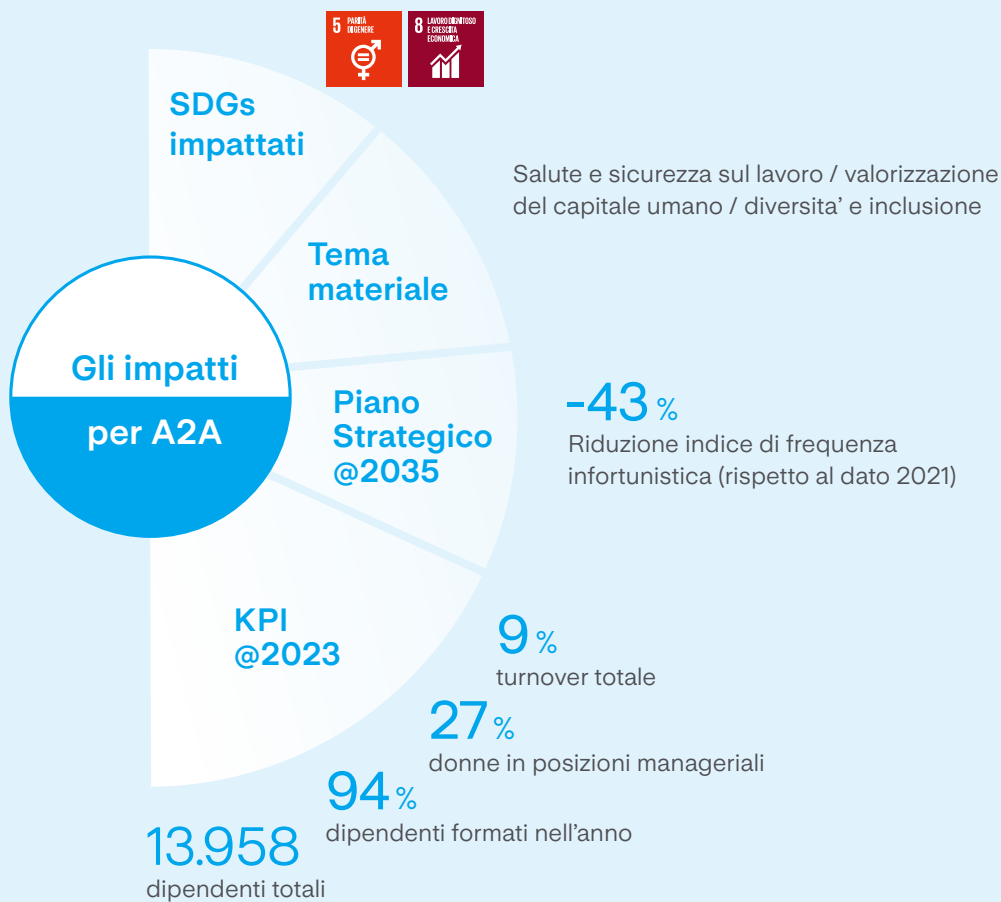 5 PARITÀ
DI GENERE
8 LAVORO DIGNITOSO
E CRESCITA
ECONOMICA
SDGs
impattati
Salute e sicurezza sul lavoro / valorizzazione
del capitale umano / diversita' e inclusione
Tema
materiale
Gli impatti
per A2A
Piano
Strategico
@2035
-43 %
Riduzione indice di frequenza
infortunistica (rispetto al dato 2021)
KPI
@2023
9 %
turnover totale
27 %
donne in posizioni manageriali
94 %
dipendenti formati nell'anno
13.958
dipendenti totali